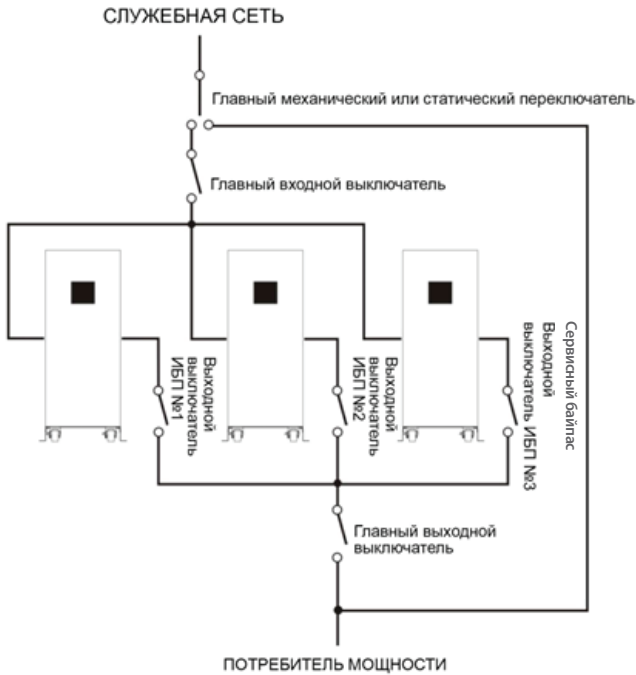 СЛУЖЕБНАЯ СЕТЬ
Главный механический или статический переключатель
Главный входной выключатель
Выходной
выключатель
ИБП №1
Выходной
выключатель
ИБП №2
Выходной
выключатель ИБП №3
Сервисный байпас
Главный выходной
выключатель
ПОТРЕБИТЕЛЬ МОЩНОСТИ